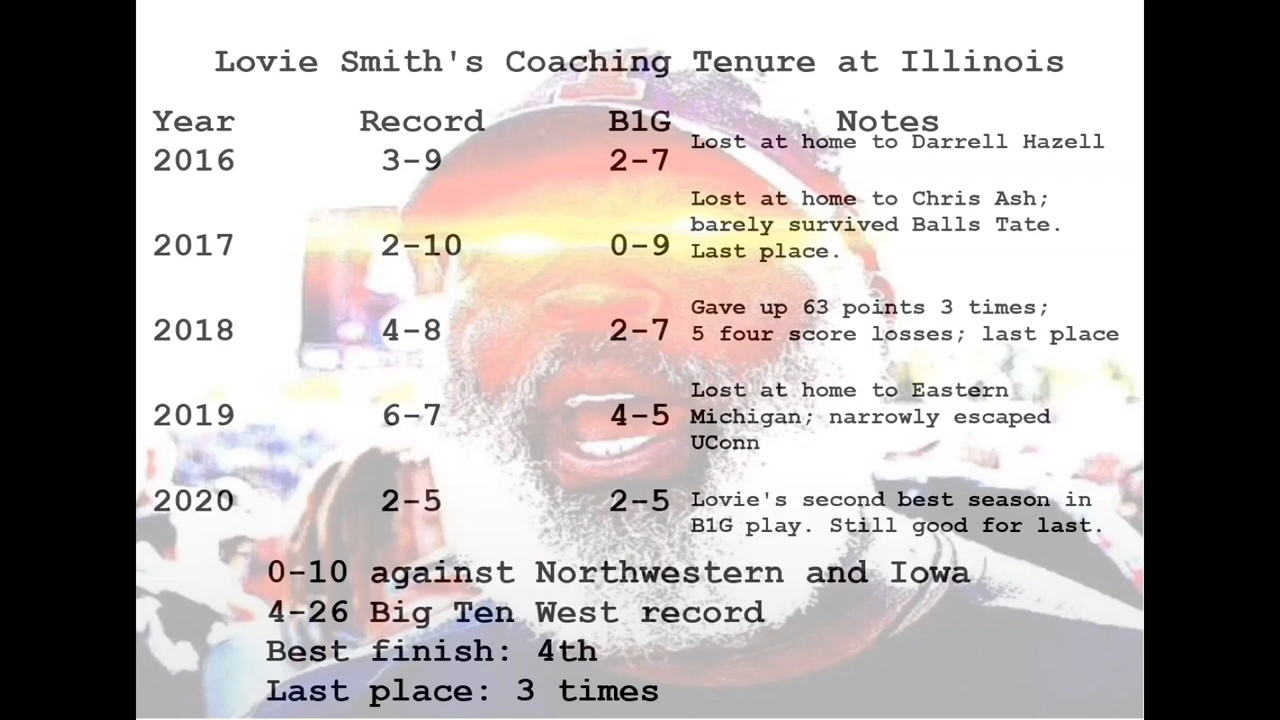 Lovie Smith's Coaching Tenure at Illinois
Year Record B1G Notes
2016 3-9 2-7 Lost at home to Darrell Hazell
2017 2-10 0-9 Lost at home to Chris Ash;
barely survived Balls Tate.
Last place.
2018 4-8 2-7 Gave up 63 points 3 times;
5 four score losses; last place
2019 6-7 4-5 Lost at home to Eastern
Michigan; narrowly escaped
UConn
2020 2-5 2-5 Lovie's second best season in
B1G play. Still good for last.
0-10 against Northwestern and Iowa
4-26 Big Ten West record
Best finish: 4th
Last place: 3 times